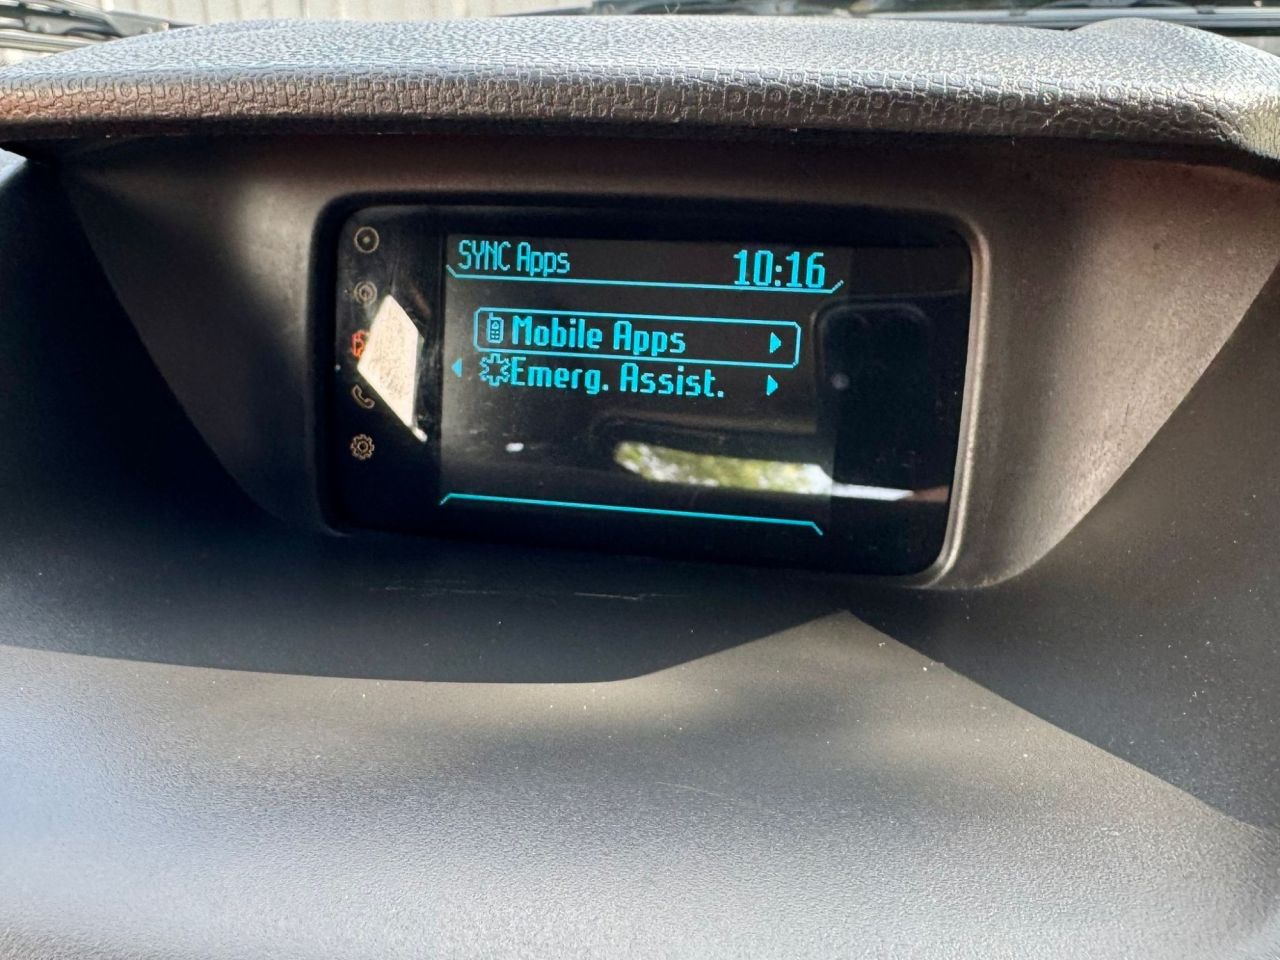 SYNC Apps 10:16
Mobile Apps
Emerg. Assist.